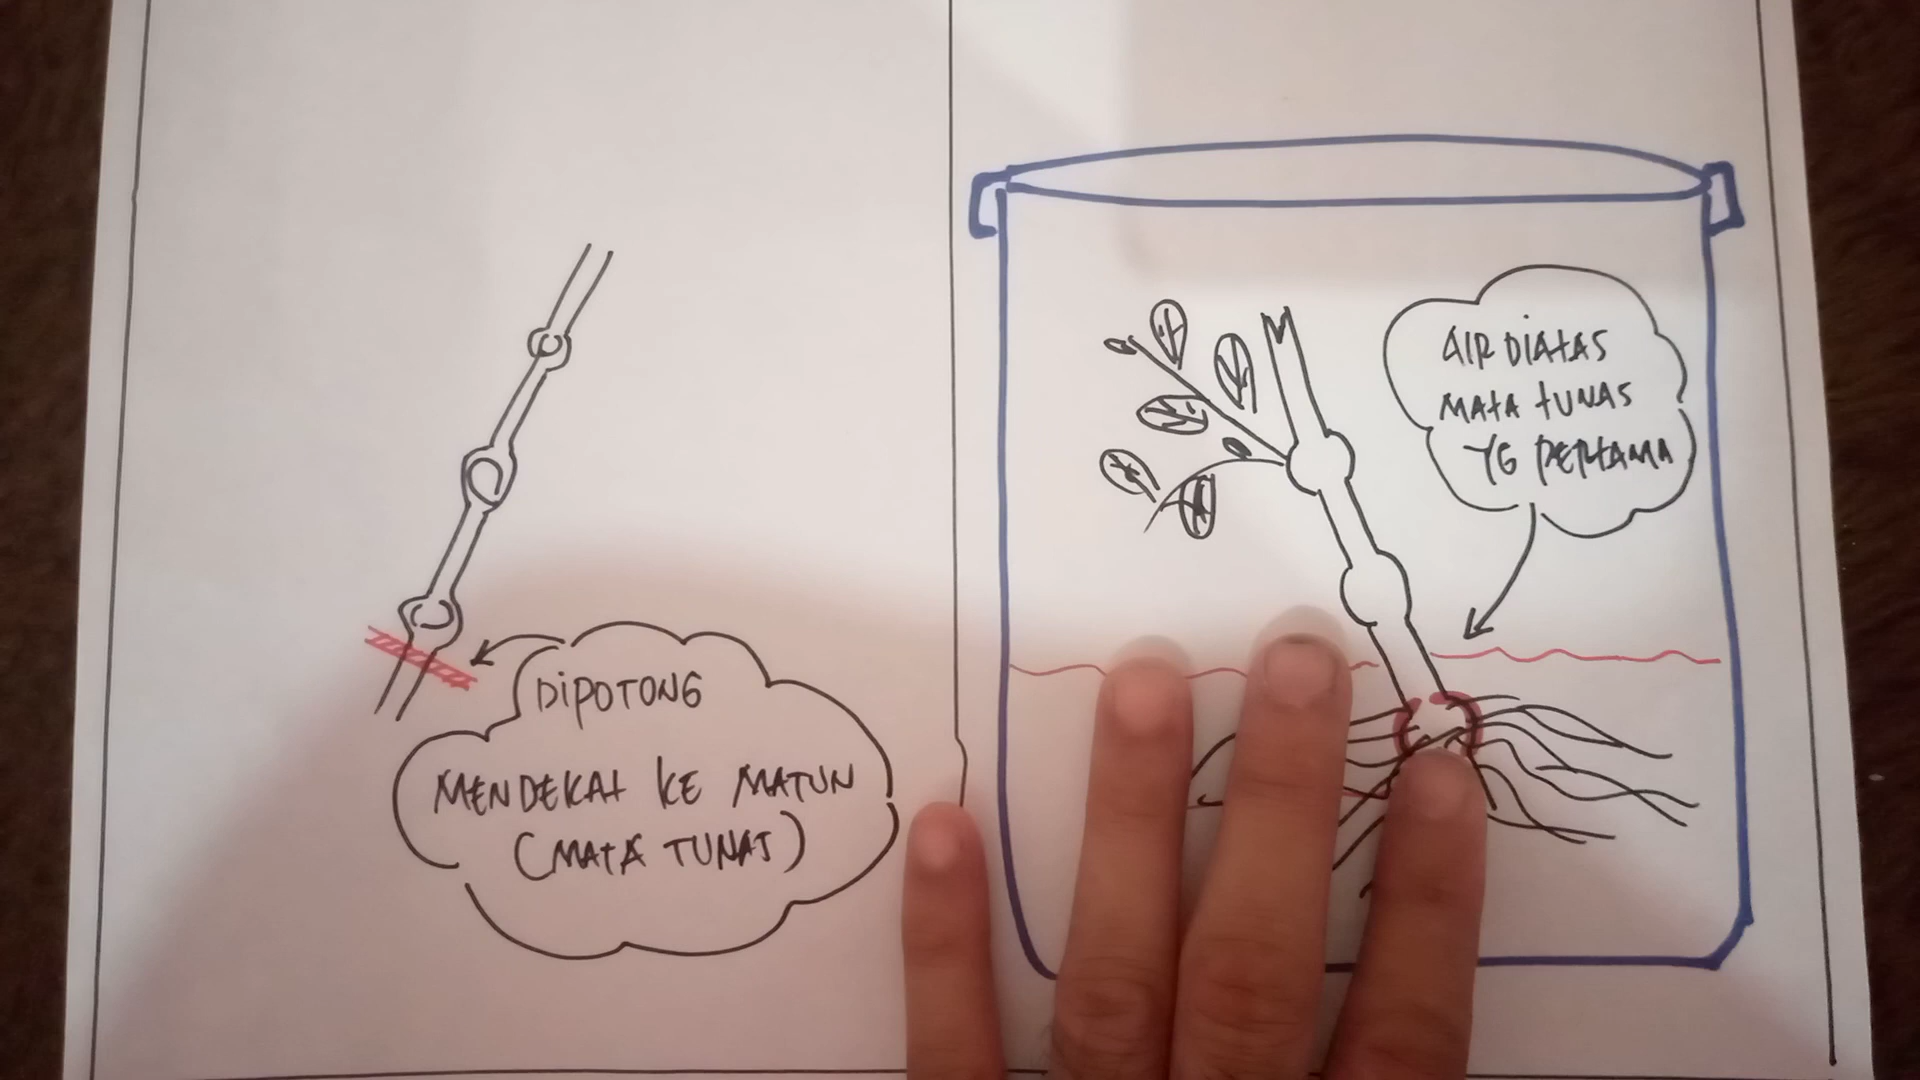 DIPOTONG
MENDEKAT KE MATUN
(MATA TUNAS)
AIR DIATAS
MATA TUNAS
YG PERTAMA